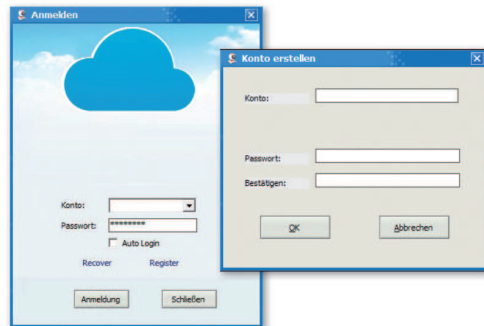 Anmelden
Konto:
Passwort:
********
Auto Login
Recover Register
Anmeldung Schließen
Konto erstellen
Konto:
Passwort:
Bestätigen:
OK Abbrechen